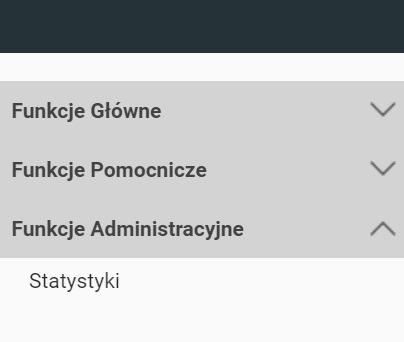 Funkcje Główne
Funkcje Pomocnicze
Funkcje Administracyjne
Statystyki